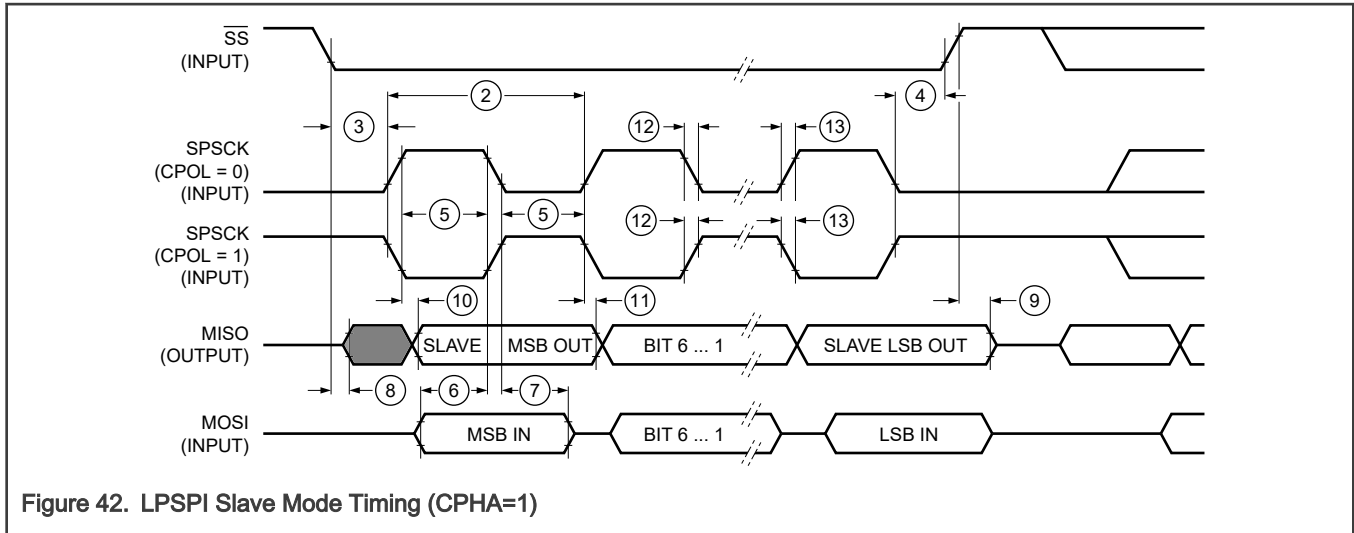 SS
(INPUT)
2
4
3
12
13
SPSCK
(CPOL = 0)
(INPUT)
5
5
12
13
SPSCK
(CPOL = 1)
(INPUT)
10
11
9
MISO
(OUTPUT)
SLAVE
MSB OUT
BIT 6 ... 1
SLAVE LSB OUT
8
6
7
MOSI
(INPUT)
MSB IN
BIT 6 ... 1
LSB IN
Figure 42. LPSPI Slave Mode Timing (CPHA=1)